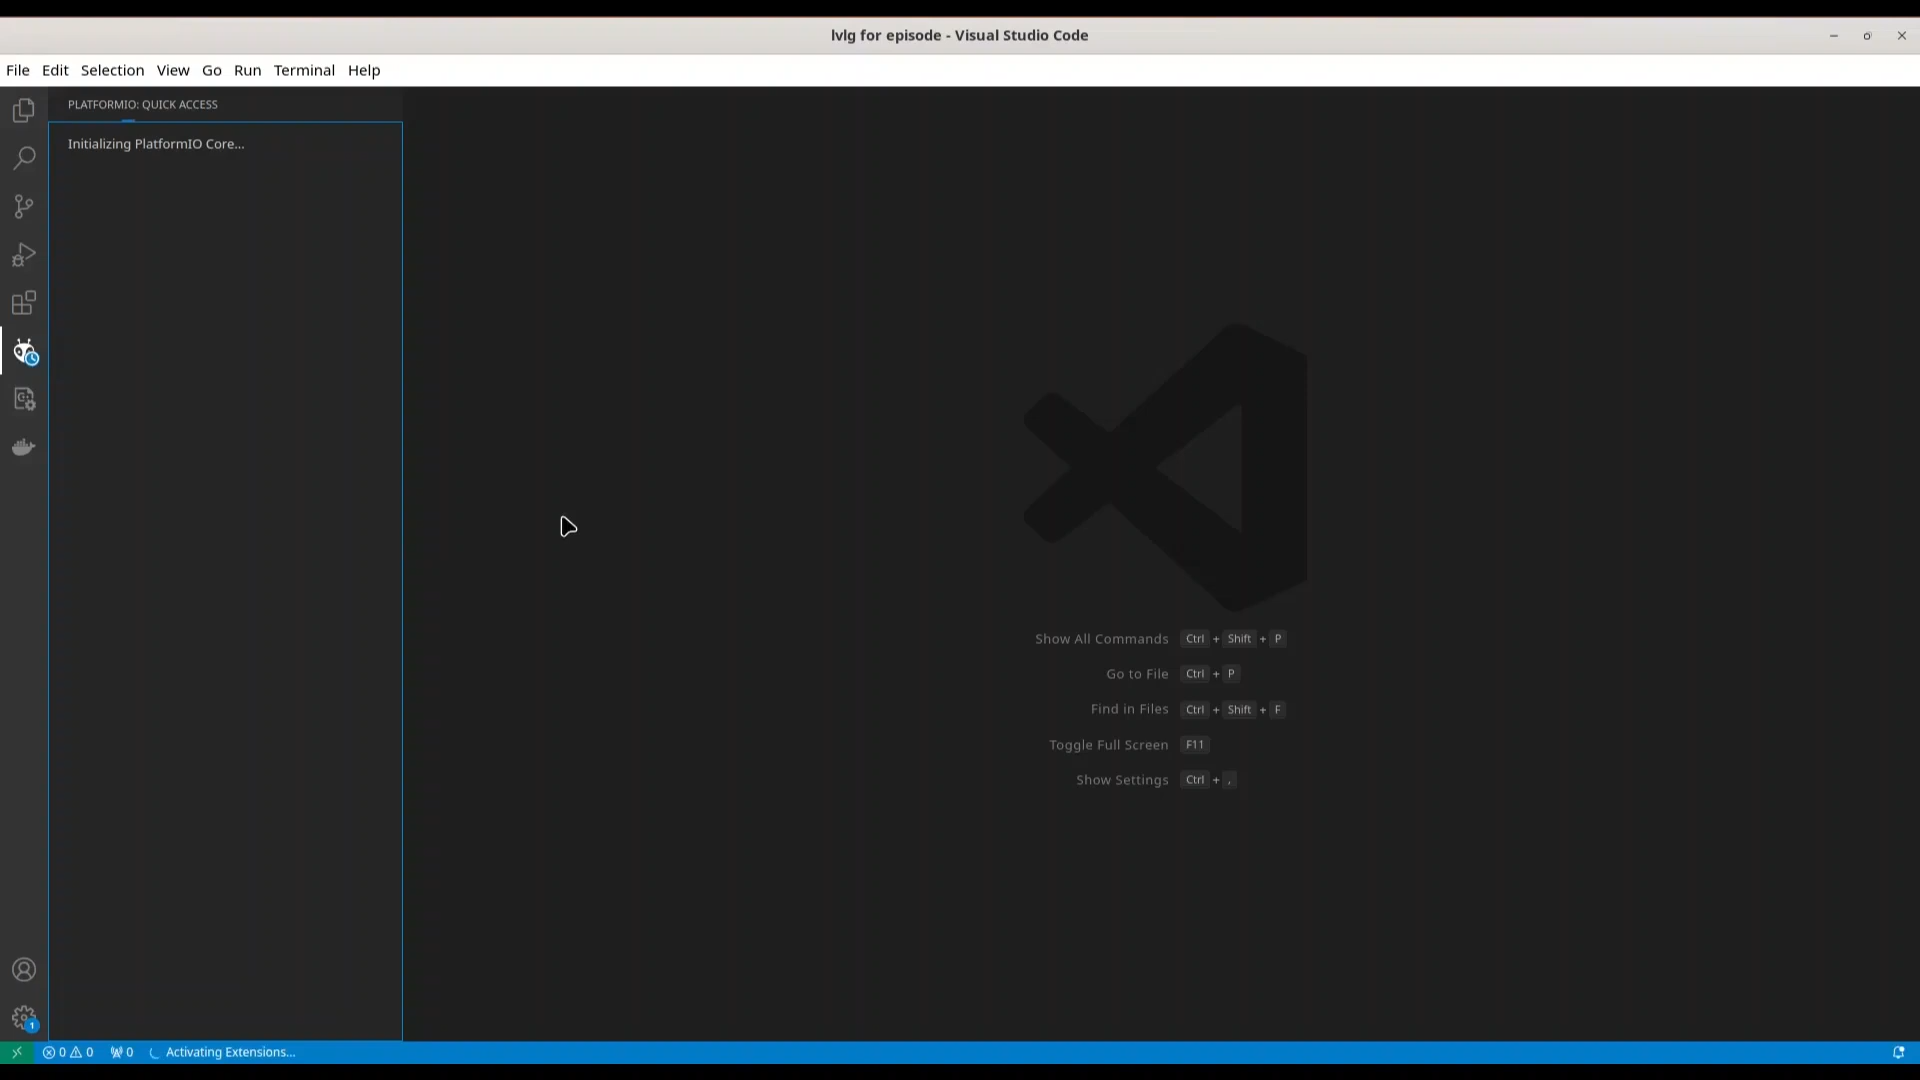 lvlg for episode - Visual Studio Code
File Edit Selection View Go Run Terminal Help
PLATFORMIO: QUICK ACCESS
Initializing PlatformIO Core...
Show All Commands Ctrl + Shift + P
Go to File Ctrl + P
Find in Files Ctrl + Shift + F
Toggle Full Screen F11
Show Settings Ctrl + ,
1
0 0 0 Activating Extensions...